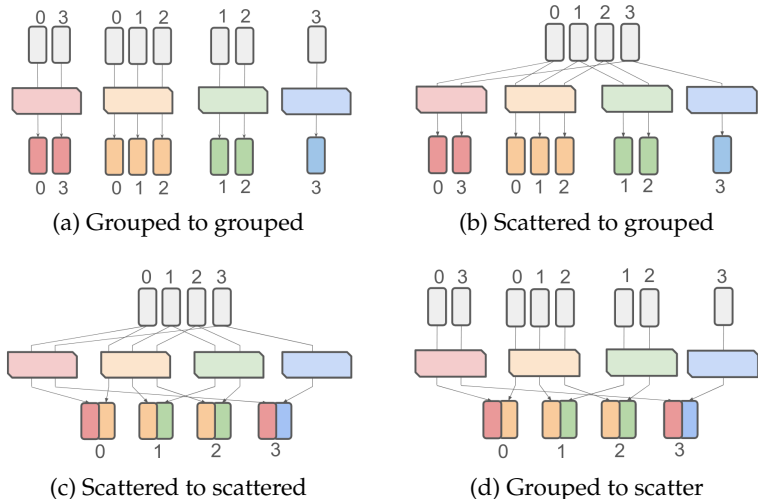 0 3 0 1 2 1 2 3
0 3 0 1 2 1 2 3
(a) Grouped to grouped
0 1 2 3
0 3 0 1 2 1 2 3
(b) Scattered to grouped
0 1 2 3
0 1 2 3
(c) Scattered to scattered
0 3 0 1 2 1 2 3
0 1 2 3
(d) Grouped to scatter